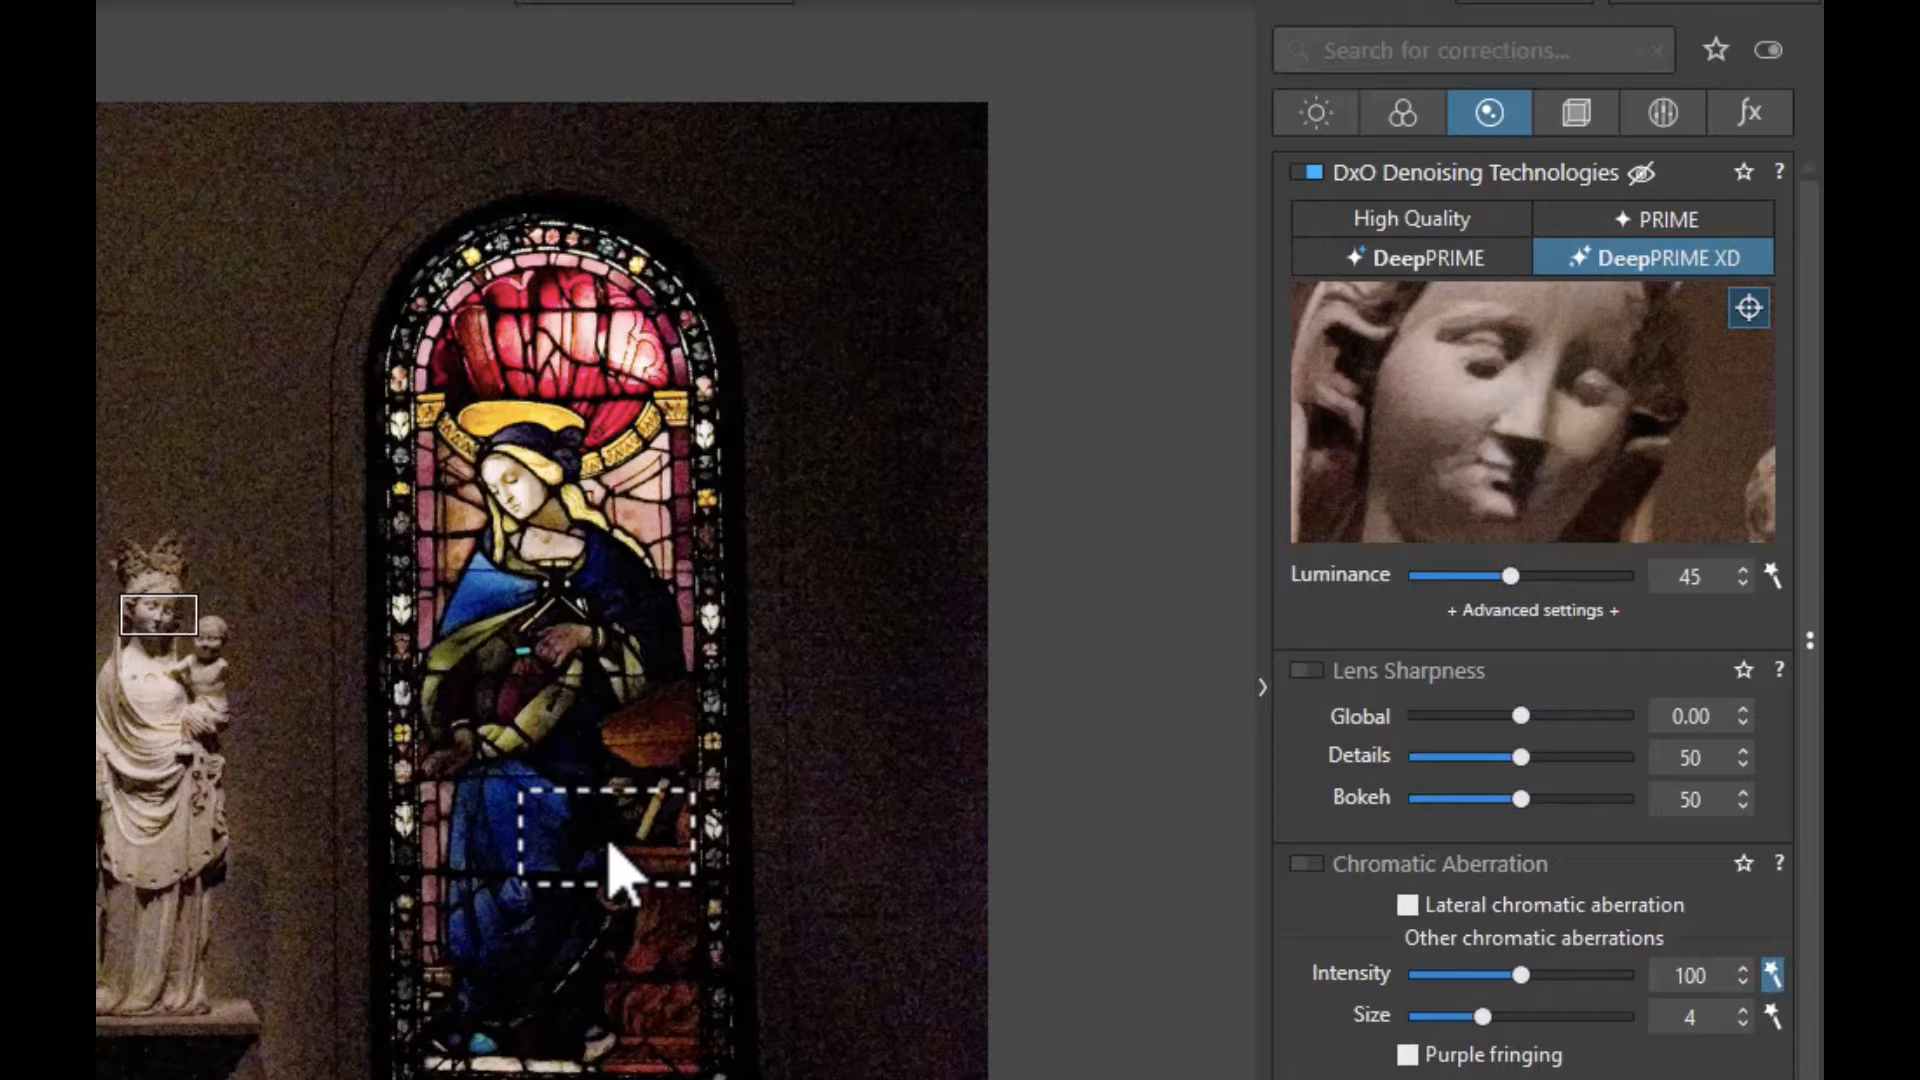 Search for corrections...
fx
DxO Denoising Technologies ?
High Quality PRIME
DeepPRIME DeepPRIME XD
Luminance 45
+ Advanced settings +
Lens Sharpness ?
Global 0.00
Details 50
Bokeh 50
Chromatic Aberration ?
Lateral chromatic aberration
Other chromatic aberrations
Intensity 100
Size 4
Purple fringing